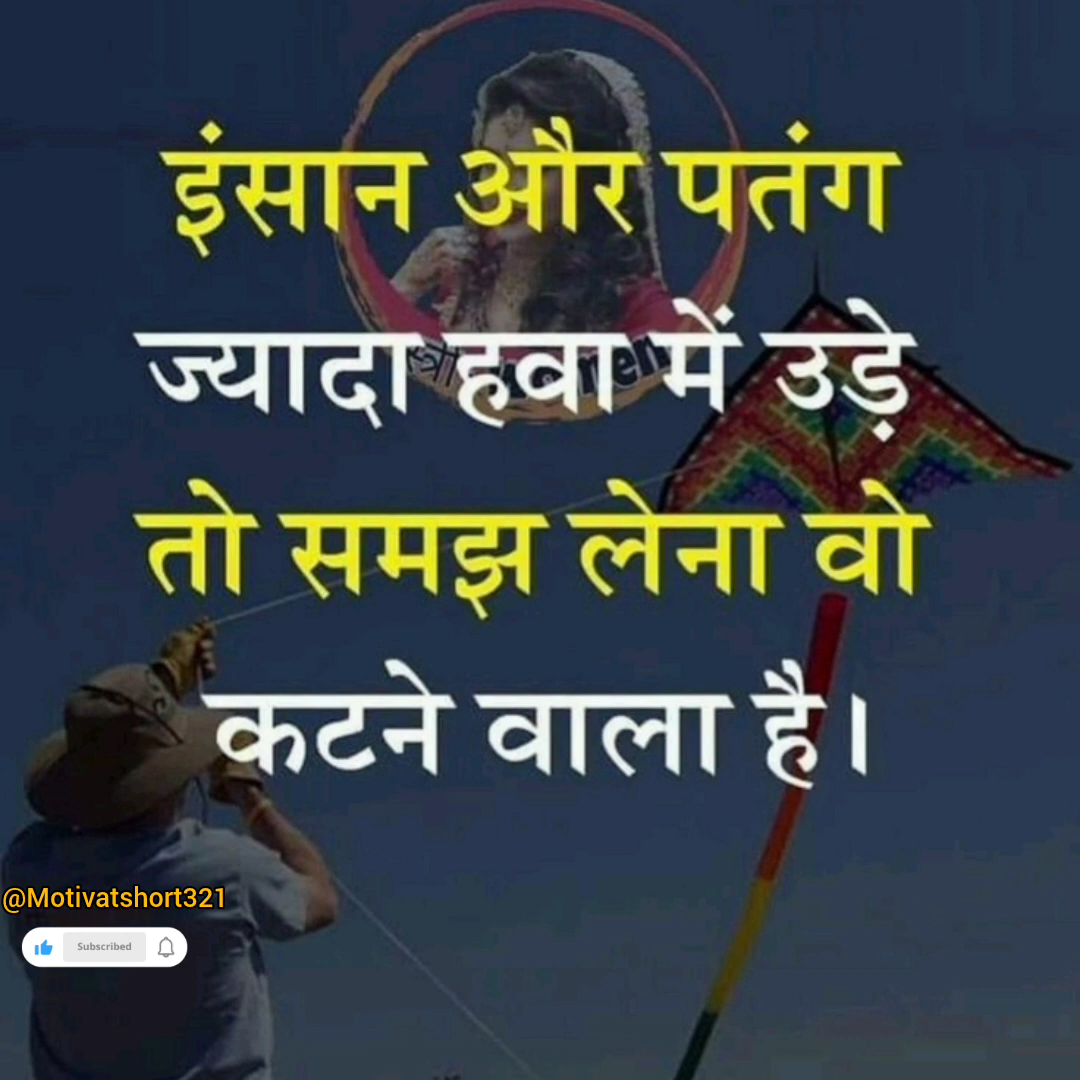 इंसान और पतंग
ज्यादा हवा में उड़े
तो समझ लेना वो
कटने वाला है।
@Motivatshort321
Subscribed